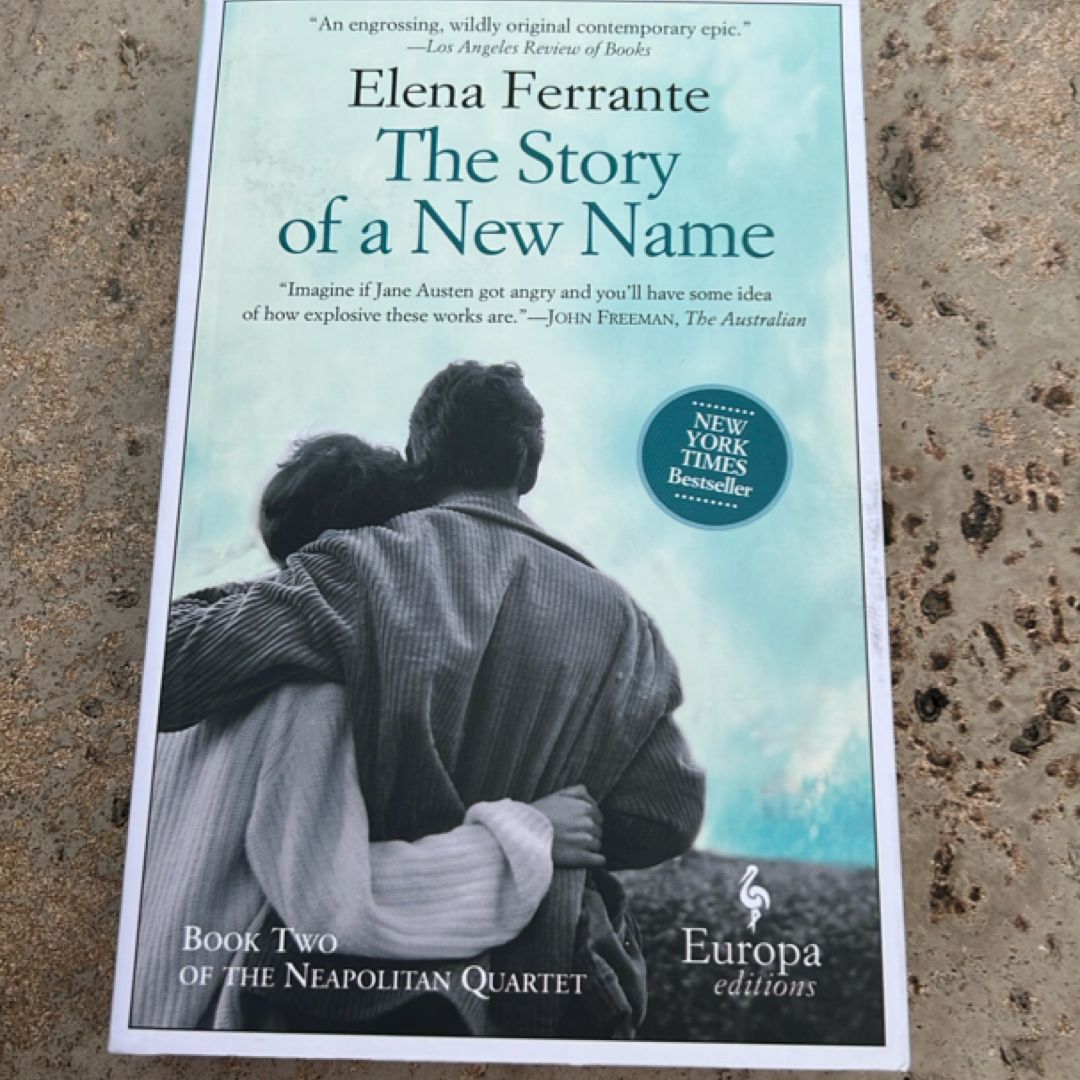 “An engrossing, wildly original contemporary epic.”
—Los Angeles Review of Books
Elena Ferrante
The Story
of a New Name
“Imagine if Jane Austen got angry and you’ll have some idea
of how explosive these works are.”—John Freeman, The Australian
NEW
YORK
TIMES
Bestseller
Book Two
of the Neapolitan Quartet
Europa
editions